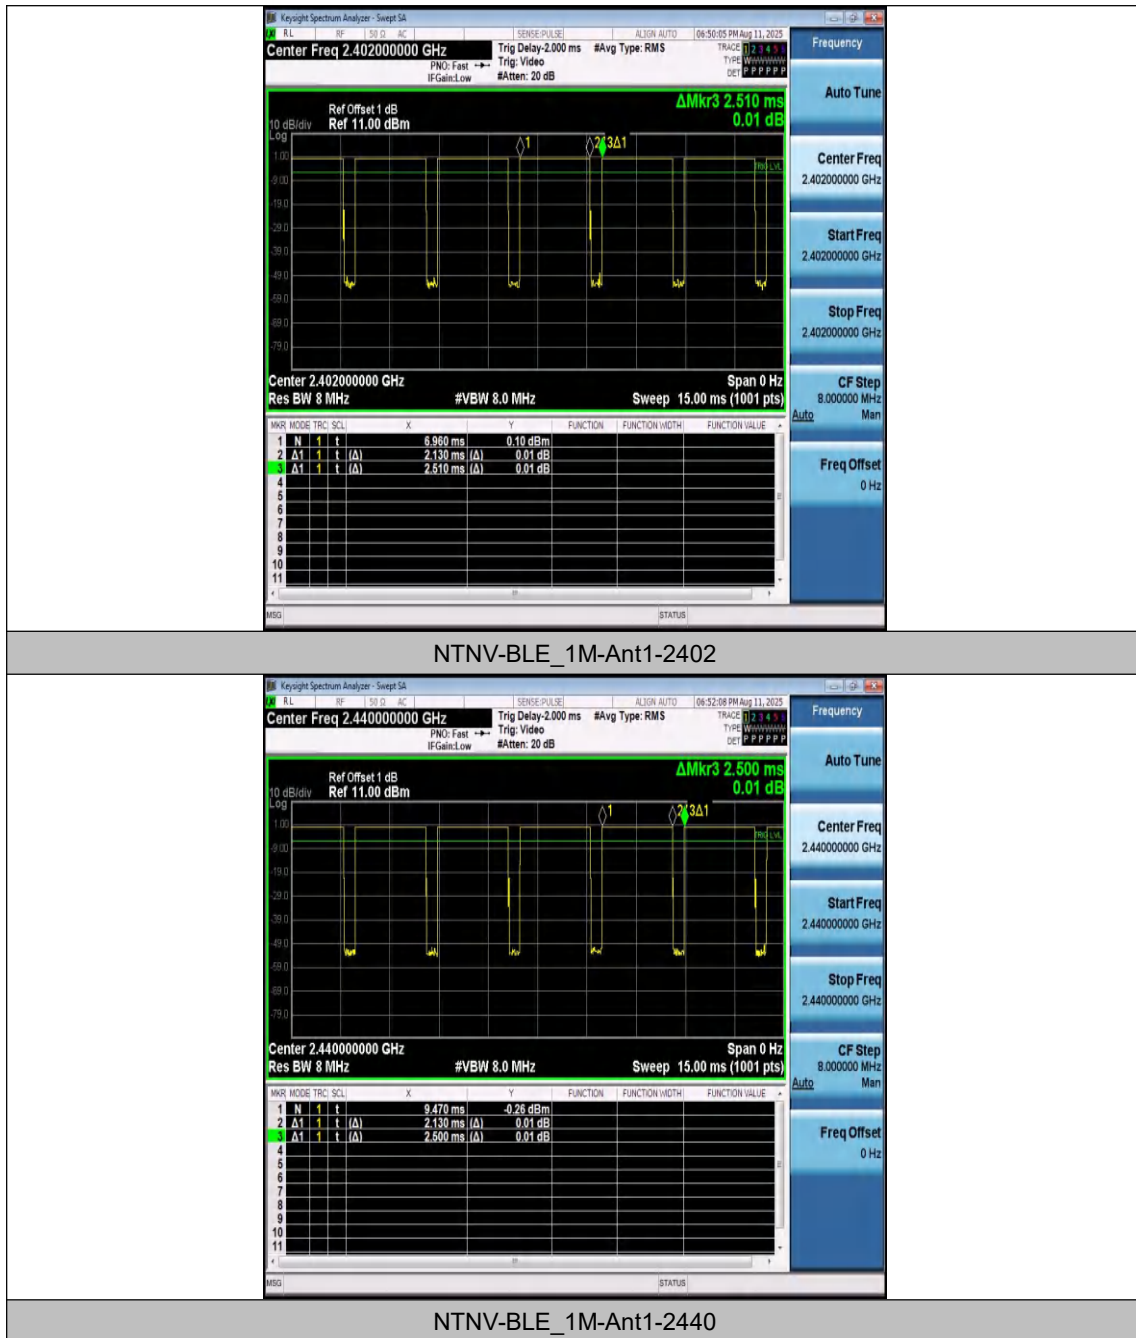 Keysight Spectrum Analyzer - Swept SA
RL RF 50 Ω AC SENSE:PULSE ALIGN AUTO 06:50:05 PM Aug 11, 2025
Center Freq 2.402000000 GHz Trig Delay-2.000 ms #Avg Type: RMS TRACE 1 2 3 4 5 6
PNO: Fast Trig: Video TYPE
IFGain:Low #Atten: 20 dB DET P P P P P P
Frequency
Auto Tune
ΔMkr3 2.510 ms
0.01 dB
Ref Offset 1 dB
10 dB/div Ref 11.00 dBm
Log
1 2 3Δ1
1.00
TRIG LVL
-9.00
-19.0
-29.0
-39.0
-49.0
-59.0
-69.0
-79.0
Center 2.402000000 GHz Span 0 Hz
Res BW 8 MHz #VBW 8.0 MHz Sweep 15.00 ms (1001 pts)
Center Freq
2.402000000 GHz
Start Freq
2.402000000 GHz
Stop Freq
2.402000000 GHz
CF Step
8.000000 MHz
Auto Man
Freq Offset
0 Hz
MKR MODE TRC SCL X Y FUNCTION FUNCTION WIDTH FUNCTION VALUE
1 N 1 t 6.960 ms 0.10 dBm
2 Δ1 1 t (Δ) 2.130 ms (Δ) 0.01 dB
3 Δ1 1 t (Δ) 2.510 ms (Δ) 0.01 dB
4
5
6
7
8
9
10
11
MSG STATUS
NTNV-BLE_1M-Ant1-2402
Keysight Spectrum Analyzer - Swept SA
RL RF 50 Ω AC SENSE:PULSE ALIGN AUTO 06:52:08 PM Aug 11, 2025
Center Freq 2.440000000 GHz Trig Delay-2.000 ms #Avg Type: RMS TRACE 1 2 3 4 5 6
PNO: Fast Trig: Video TYPE
IFGain:Low #Atten: 20 dB DET P P P P P P
Frequency
Auto Tune
ΔMkr3 2.500 ms
0.01 dB
Ref Offset 1 dB
10 dB/div Ref 11.00 dBm
Log
1 2 3Δ1
1.00
TRIG LVL
-9.00
-19.0
-29.0
-39.0
-49.0
-59.0
-69.0
-79.0
Center 2.440000000 GHz Span 0 Hz
Res BW 8 MHz #VBW 8.0 MHz Sweep 15.00 ms (1001 pts)
Center Freq
2.440000000 GHz
Start Freq
2.440000000 GHz
Stop Freq
2.440000000 GHz
CF Step
8.000000 MHz
Auto Man
Freq Offset
0 Hz
MKR MODE TRC SCL X Y FUNCTION FUNCTION WIDTH FUNCTION VALUE
1 N 1 t 9.470 ms -0.26 dBm
2 Δ1 1 t (Δ) 2.130 ms (Δ) 0.01 dB
3 Δ1 1 t (Δ) 2.500 ms (Δ) 0.01 dB
4
5
6
7
8
9
10
11
MSG STATUS
NTNV-BLE_1M-Ant1-2440